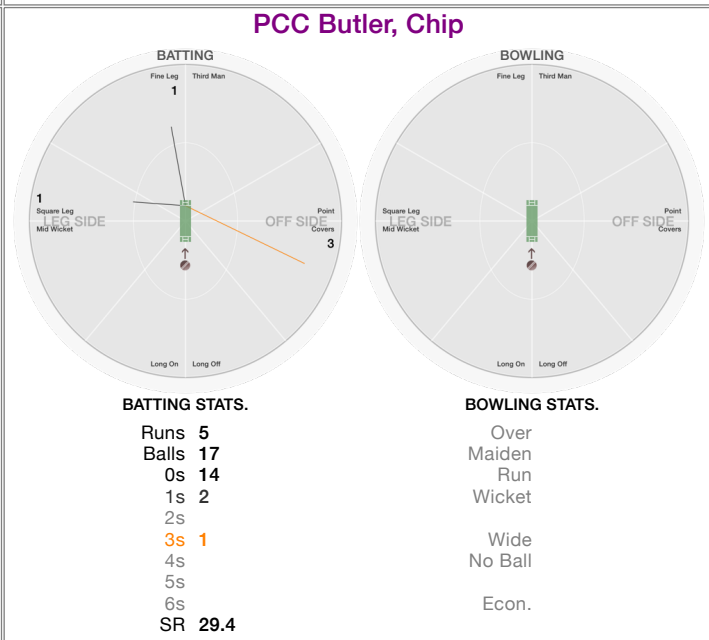 PCC Butler, Chip
BATTING
Fine Leg Third Man
1
1
Square Leg
LEG SIDE
Mid Wicket
Point
OFF SIDE
Covers
3
Long On Long Off
BOWLING
Fine Leg Third Man
Square Leg
LEG SIDE
Mid Wicket
Point
OFF SIDE
Covers
Long On Long Off
BATTING STATS.
Runs 5
Balls 17
0s 14
1s 2
2s
3s 1
4s
5s
6s
SR 29.4
BOWLING STATS.
Over
Maiden
Run
Wicket
Wide
No Ball
Econ.